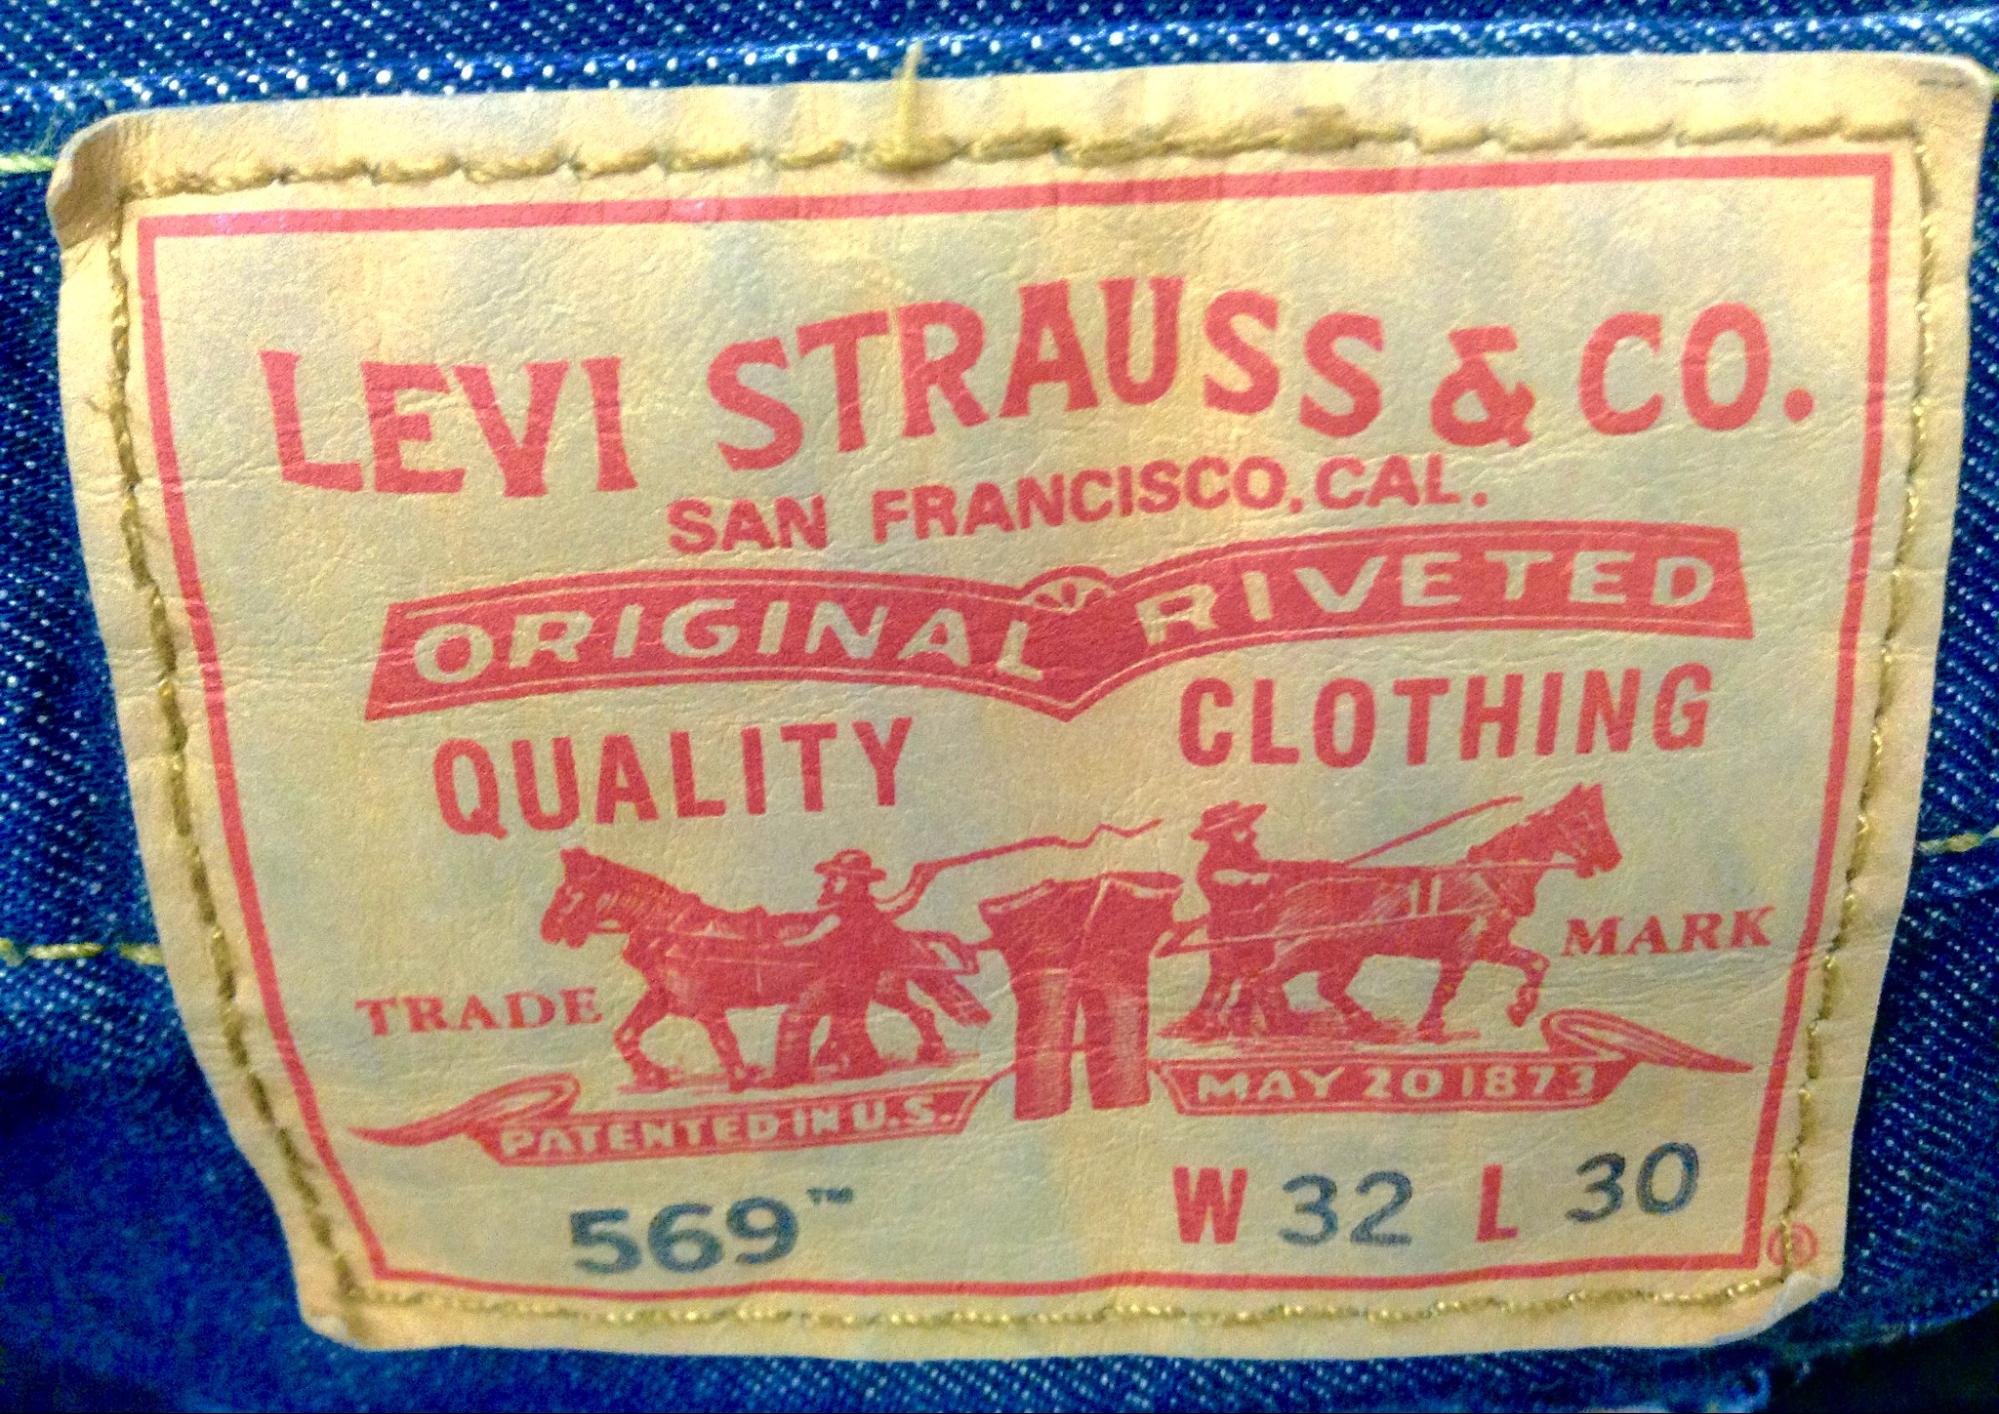 LEVI STRAUSS & CO.
SAN FRANCISCO, CAL.
ORIGINAL RIVETED
QUALITY CLOTHING
TRADE MARK
PATENTED IN U.S. MAY 20 1873
569™ W 32 L 30
®